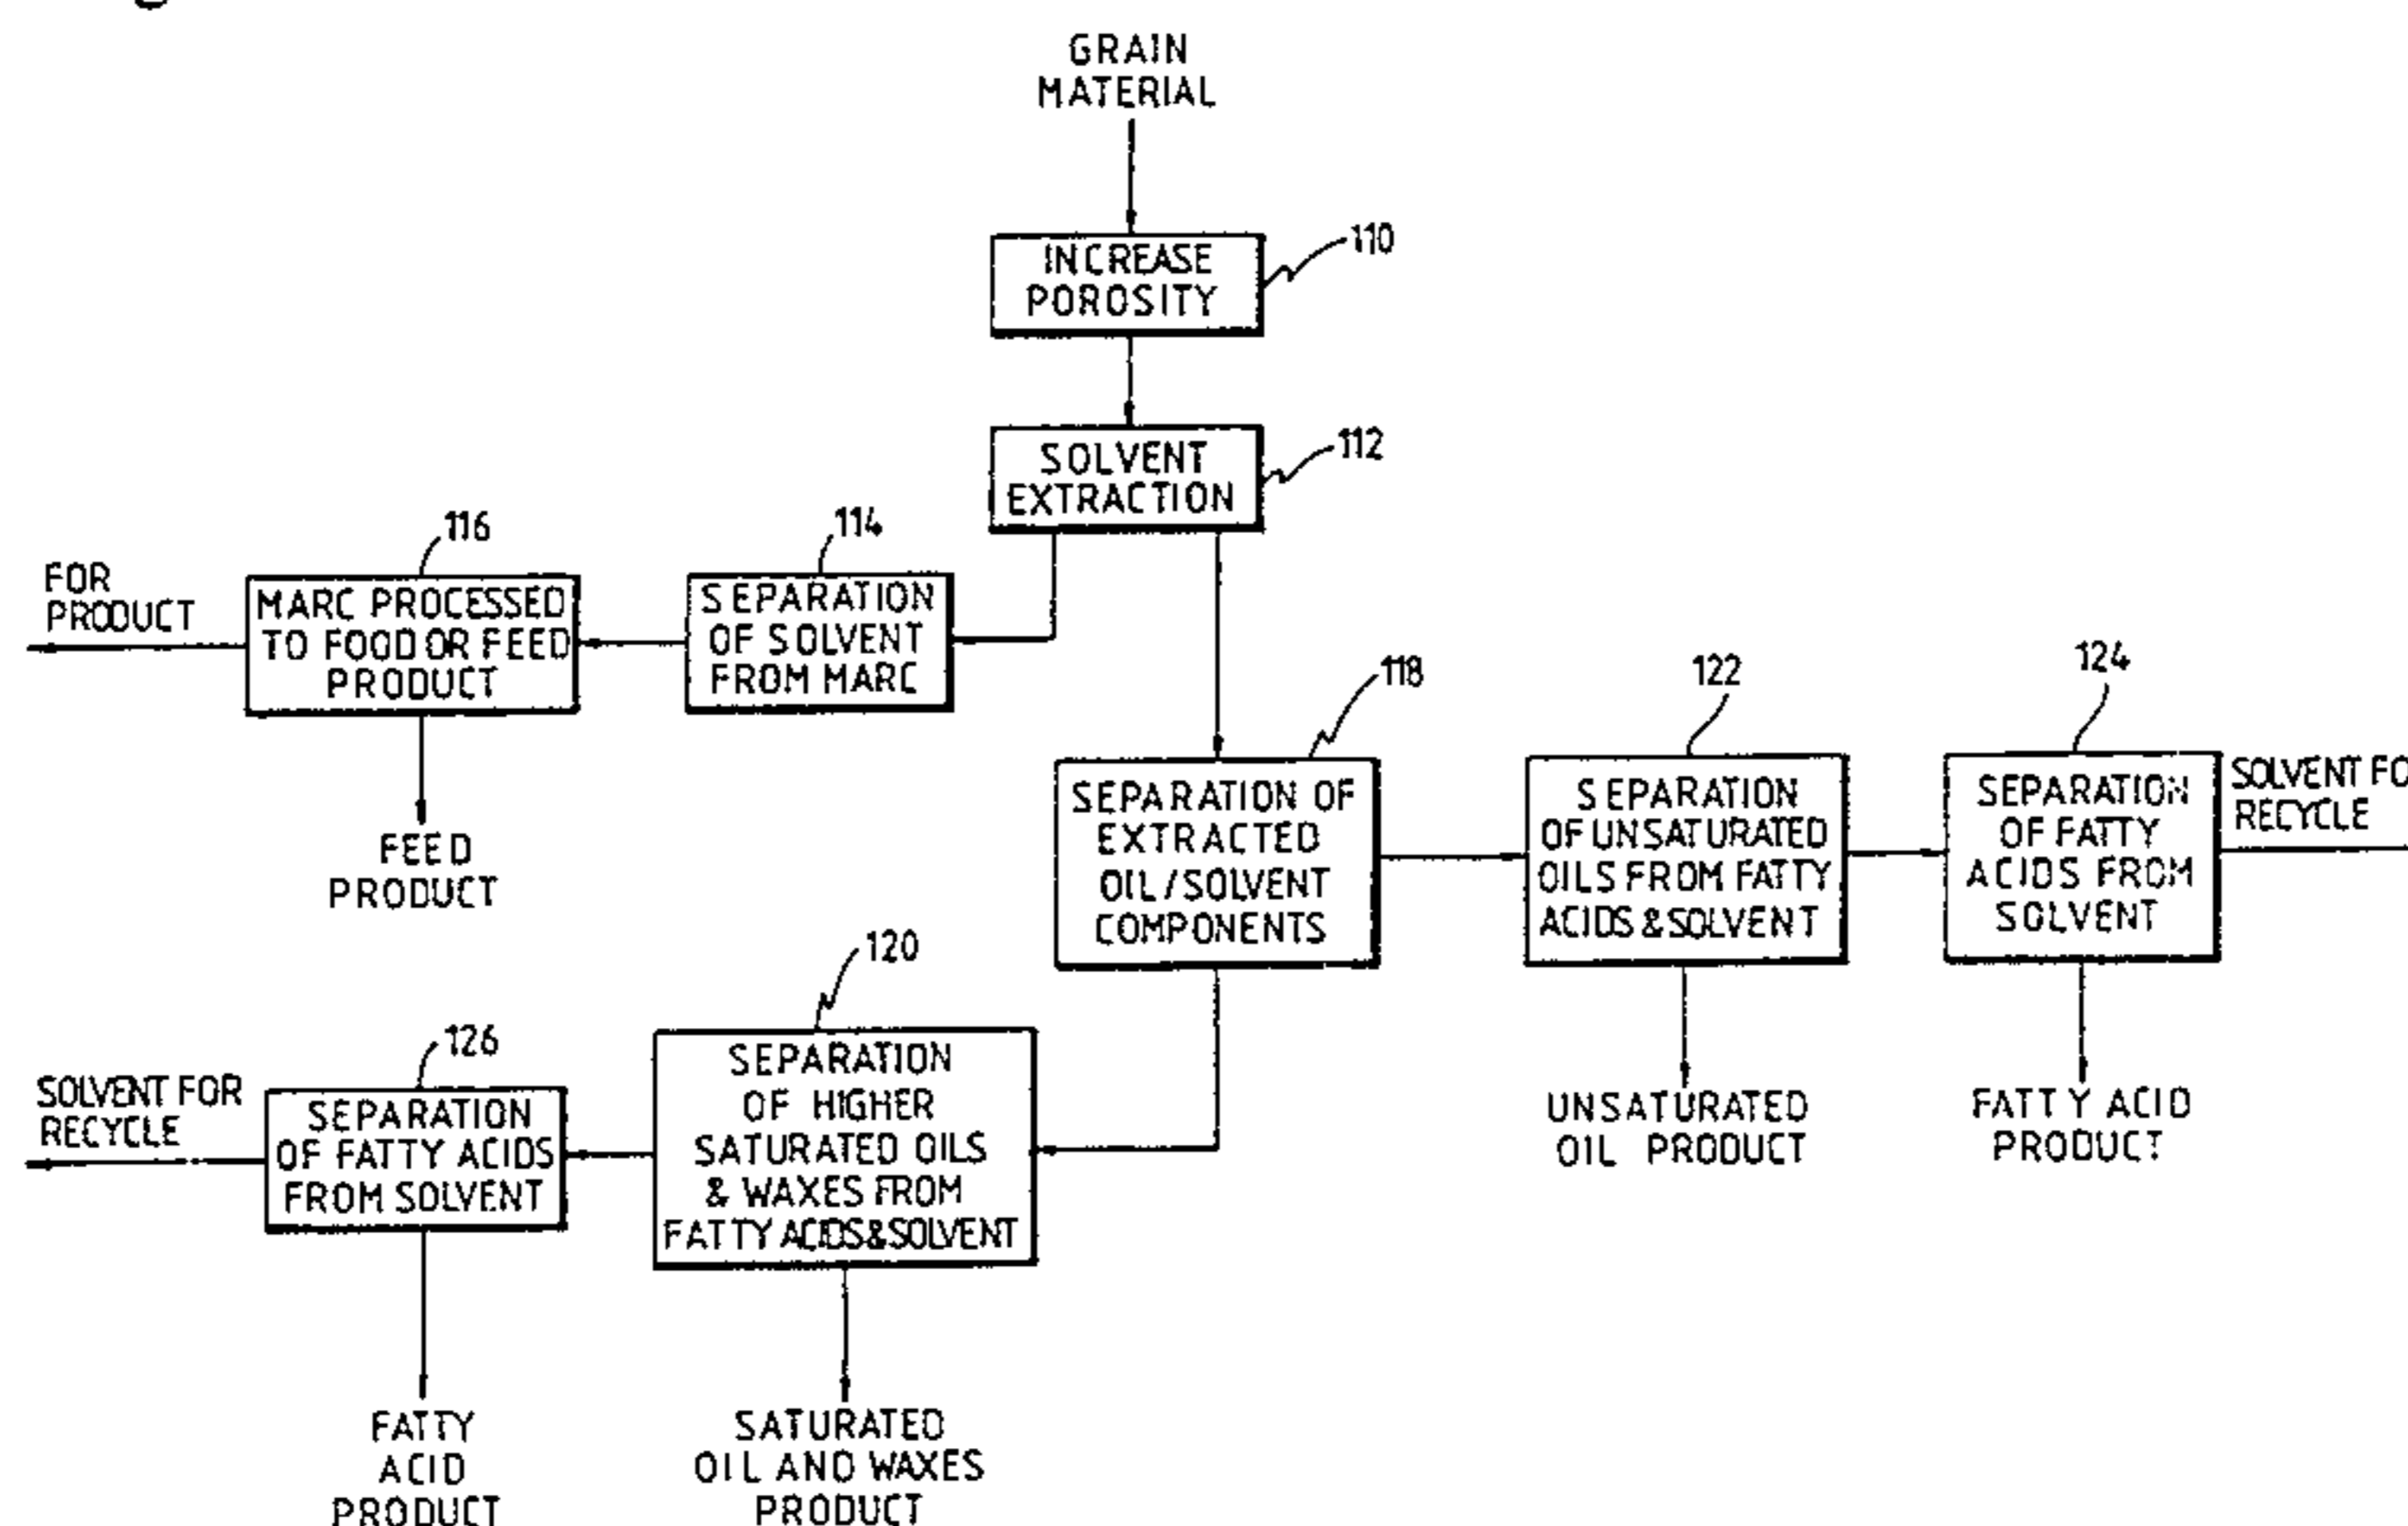 GRAIN
MATERIAL
INCREASE
POROSITY
110
SOLVENT
EXTRACTION
112
114
SEPARATION
OF SOLVENT
FROM MARC
116
MARC PROCESSED
TO FOOD OR FEED
PRODUCT
FOR
PRODUCT
FEED
PRODUCT
118
SEPARATION OF
EXTRACTED
OIL/SOLVENT
COMPONENTS
122
SEPARATION
OF UNSATURATED
OILS FROM FATTY
ACIDS & SOLVENT
124
SEPARATION
OF FATTY
ACIDS FROM
SOLVENT
SOLVENT FO
RECYCLE
UNSATURATED
OIL PRODUCT
FATTY ACID
PRODUCT
120
SEPARATION
OF HIGHER
SATURATED OILS
& WAXES FROM
FATTY ACIDS & SOLVENT
126
SEPARATION
OF FATTY ACIDS
FROM SOLVENT
SOLVENT FOR
RECYCLE
FATTY
ACID
PRODUCT
SATURATED
OIL AND WAXES
PRODUCT